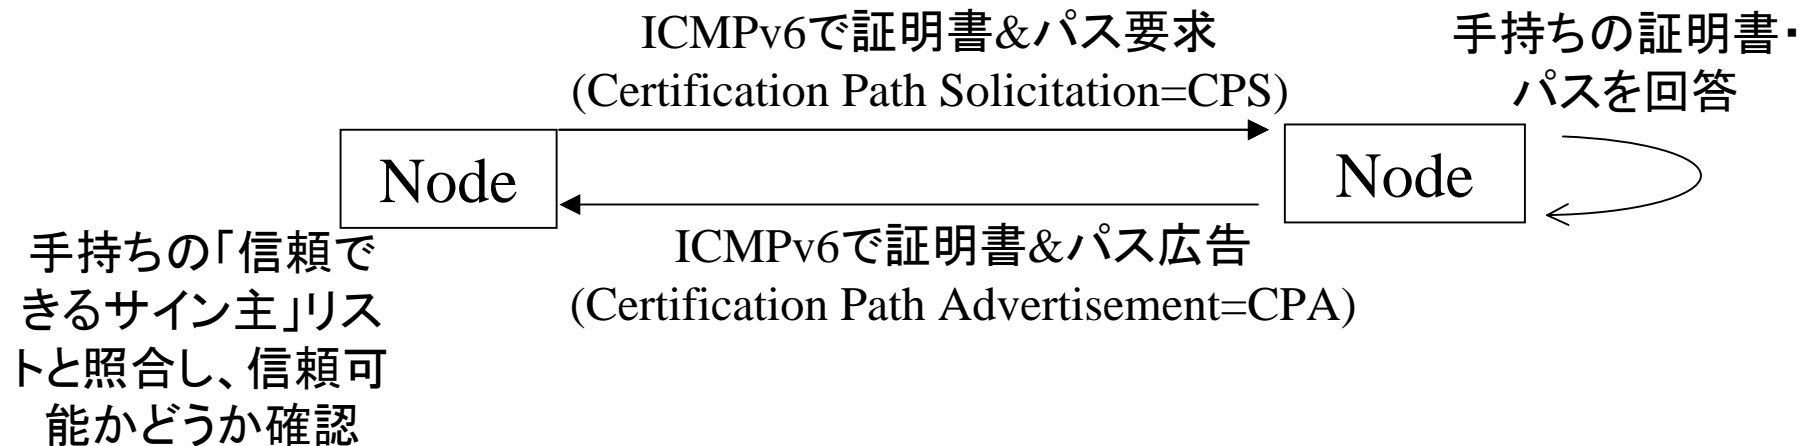 ICMPv6で証明書&パス要求
(Certification Path Solicitation=CPS)
手持ちの証明書・
パスを回答
Node
Node
ICMPv6で証明書&パス広告
(Certification Path Advertisement=CPA)
手持ちの「信頼で
きるサイン主」リス
トと照合し、信頼可
能かどうか確認